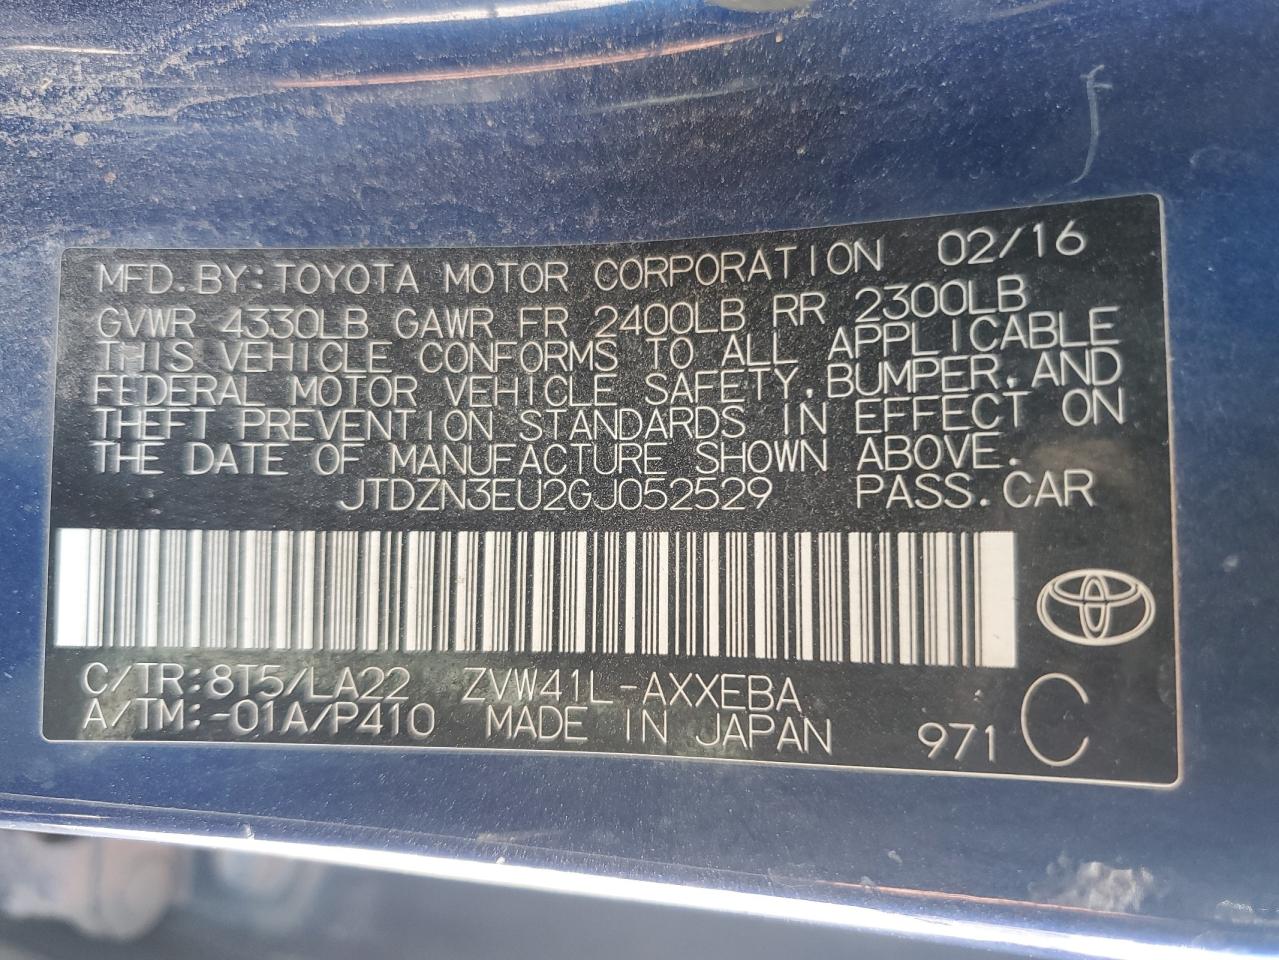 MFD.BY:TOYOTA MOTOR CORPORATION 02/16
GVWR 4330LB GAWR FR 2400LB RR 2300LB
THIS VEHICLE CONFORMS TO ALL APPLICABLE
FEDERAL MOTOR VEHICLE SAFETY,BUMPER,AND
THEFT PREVENTION STANDARDS IN EFFECT ON
THE DATE OF MANUFACTURE SHOWN ABOVE.
JTDZN3EU2GJ052529 PASS.CAR
C/TR:8T5/LA22 ZVW41L-AXXEBA
A/TM:-01A/P410 MADE IN JAPAN 971 C